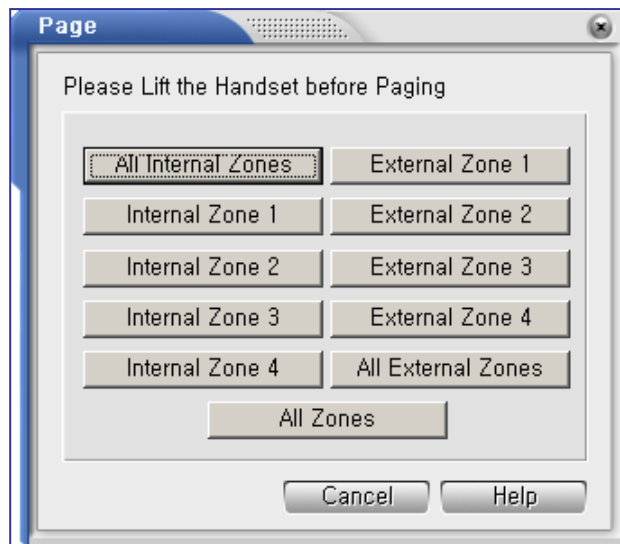 Page
Please Lift the Handset before Paging
All Internal Zones External Zone 1
Internal Zone 1 External Zone 2
Internal Zone 2 External Zone 3
Internal Zone 3 External Zone 4
Internal Zone 4 All External Zones
All Zones
Cancel Help